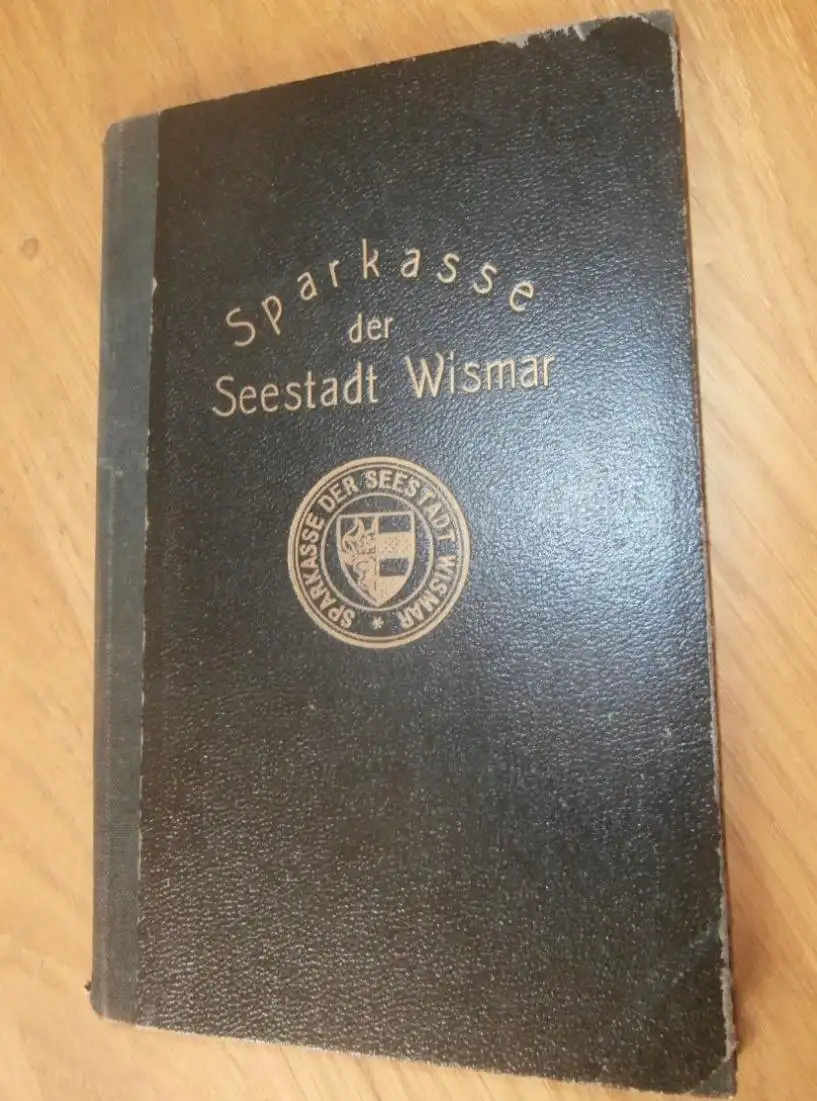 Sparkasse
der
Seestadt Wismar
SPARKASSE DER SEESTADT WISMAR *